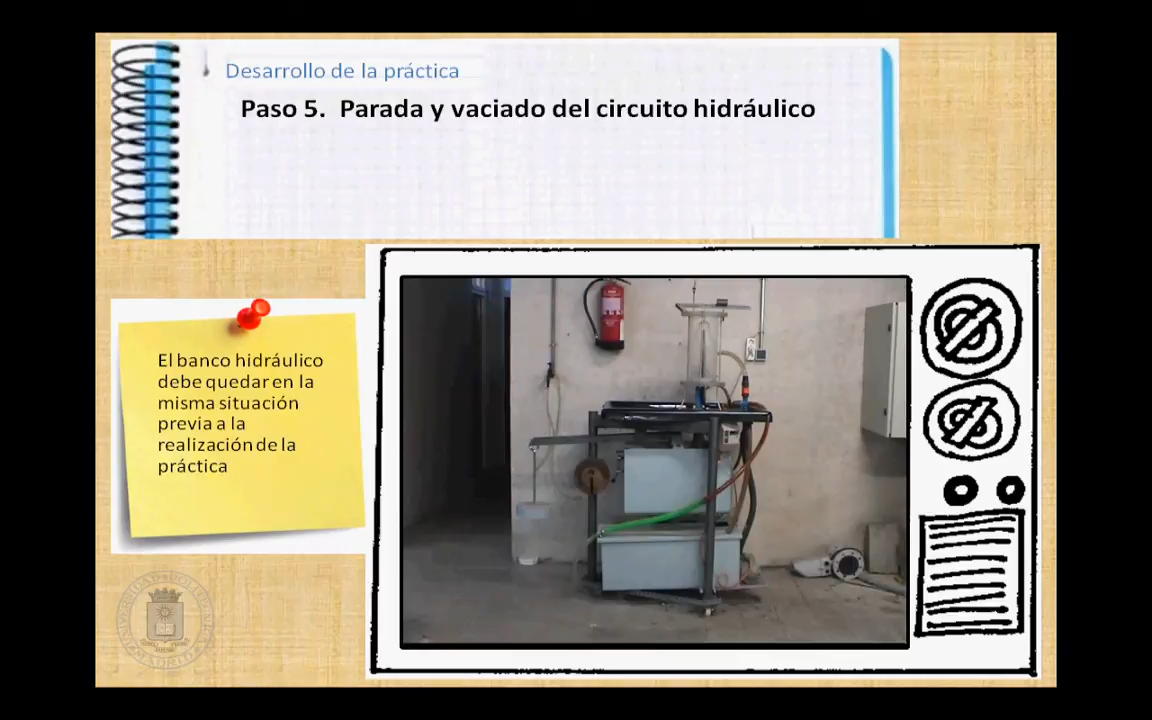 Desarrollo de la práctica
Paso 5. Parada y vaciado del circuito hidráulico
El banco hidráulico
debe quedar en la
misma situación
previa a la
realización de la
práctica